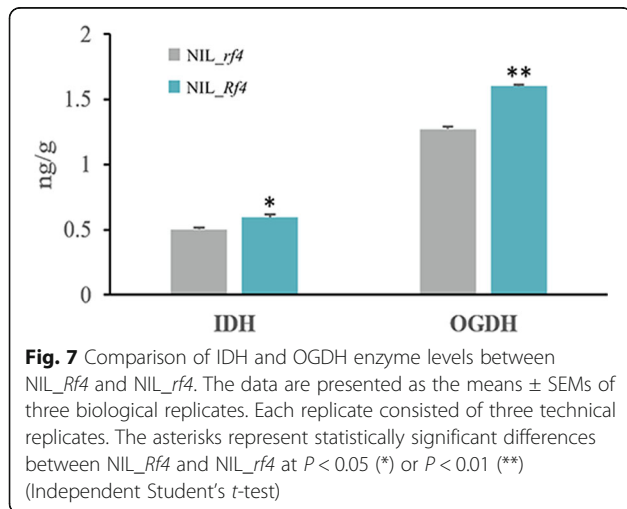 NIL_rf4
NIL_Rf4
ng/g
2
1.5
1
0.5
0
*
**
IDH
OGDH
Fig. 7 Comparison of IDH and OGDH enzyme levels between
NIL_Rf4 and NIL_rf4. The data are presented as the means ± SEMs of
three biological replicates. Each replicate consisted of three technical
replicates. The asterisks represent statistically significant differences
between NIL_Rf4 and NIL_rf4 at P < 0.05 (*) or P < 0.01 (**)
(Independent Student's t-test)